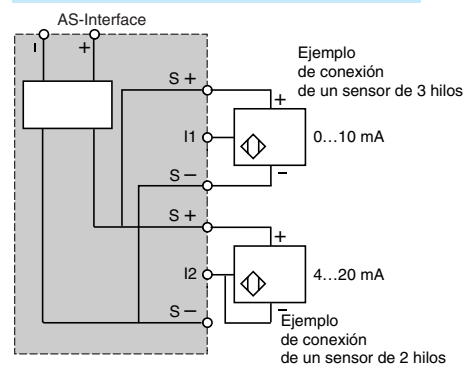 AS-Interface
– +
Ejemplo
de conexión
de un sensor de 3 hilos
S +
+
I1
0…10 mA
S –
–
S +
+
I2
4…20 mA
S –
–
Ejemplo
de conexión
de un sensor de 2 hilos